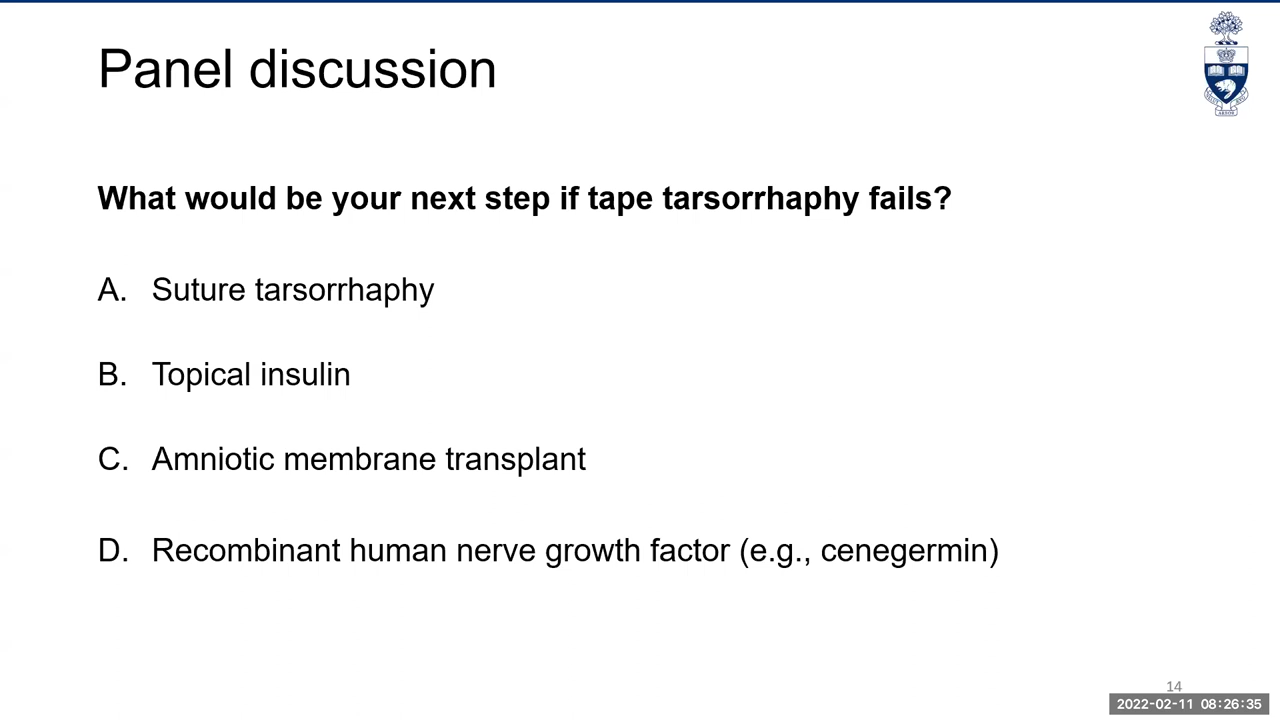 Panel discussion
What would be your next step if tape tarsorrhaphy fails?
A. Suture tarsorrhaphy
B. Topical insulin
C. Amniotic membrane transplant
D. Recombinant human nerve growth factor (e.g., cenegermin)
14
2022-02-11 08:26:35